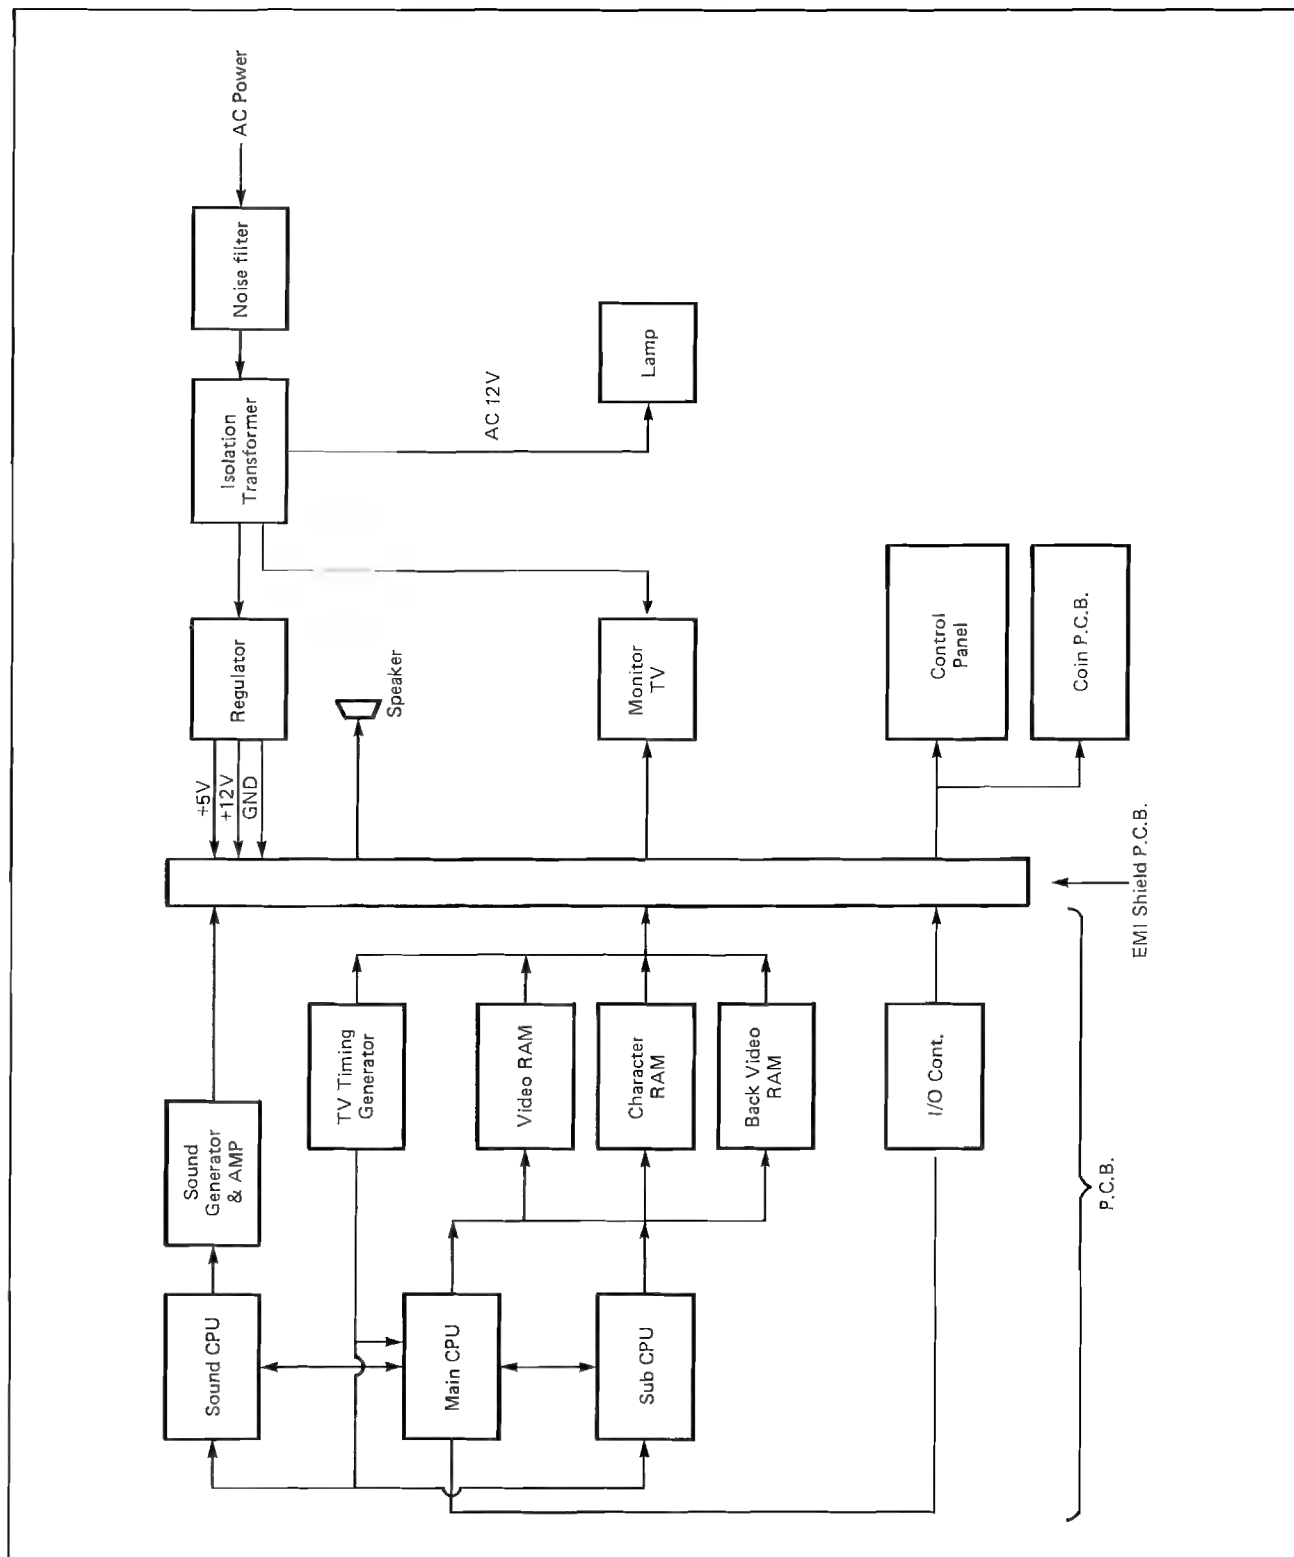 Sound CPU
Main CPU
Sub CPU
Sound
Generator
& AMP
TV Timing
Generator
Video RAM
Character
RAM
Back Video
RAM
I/O Cont.
P.C.B.
EMI Shield P.C.B.
+5V
+12V
GND
Regulator
Speaker
Monitor
TV
Control
Panel
Coin P.C.B.
Isolation
Transformer
AC 12V
Lamp
Noise filter
AC Power